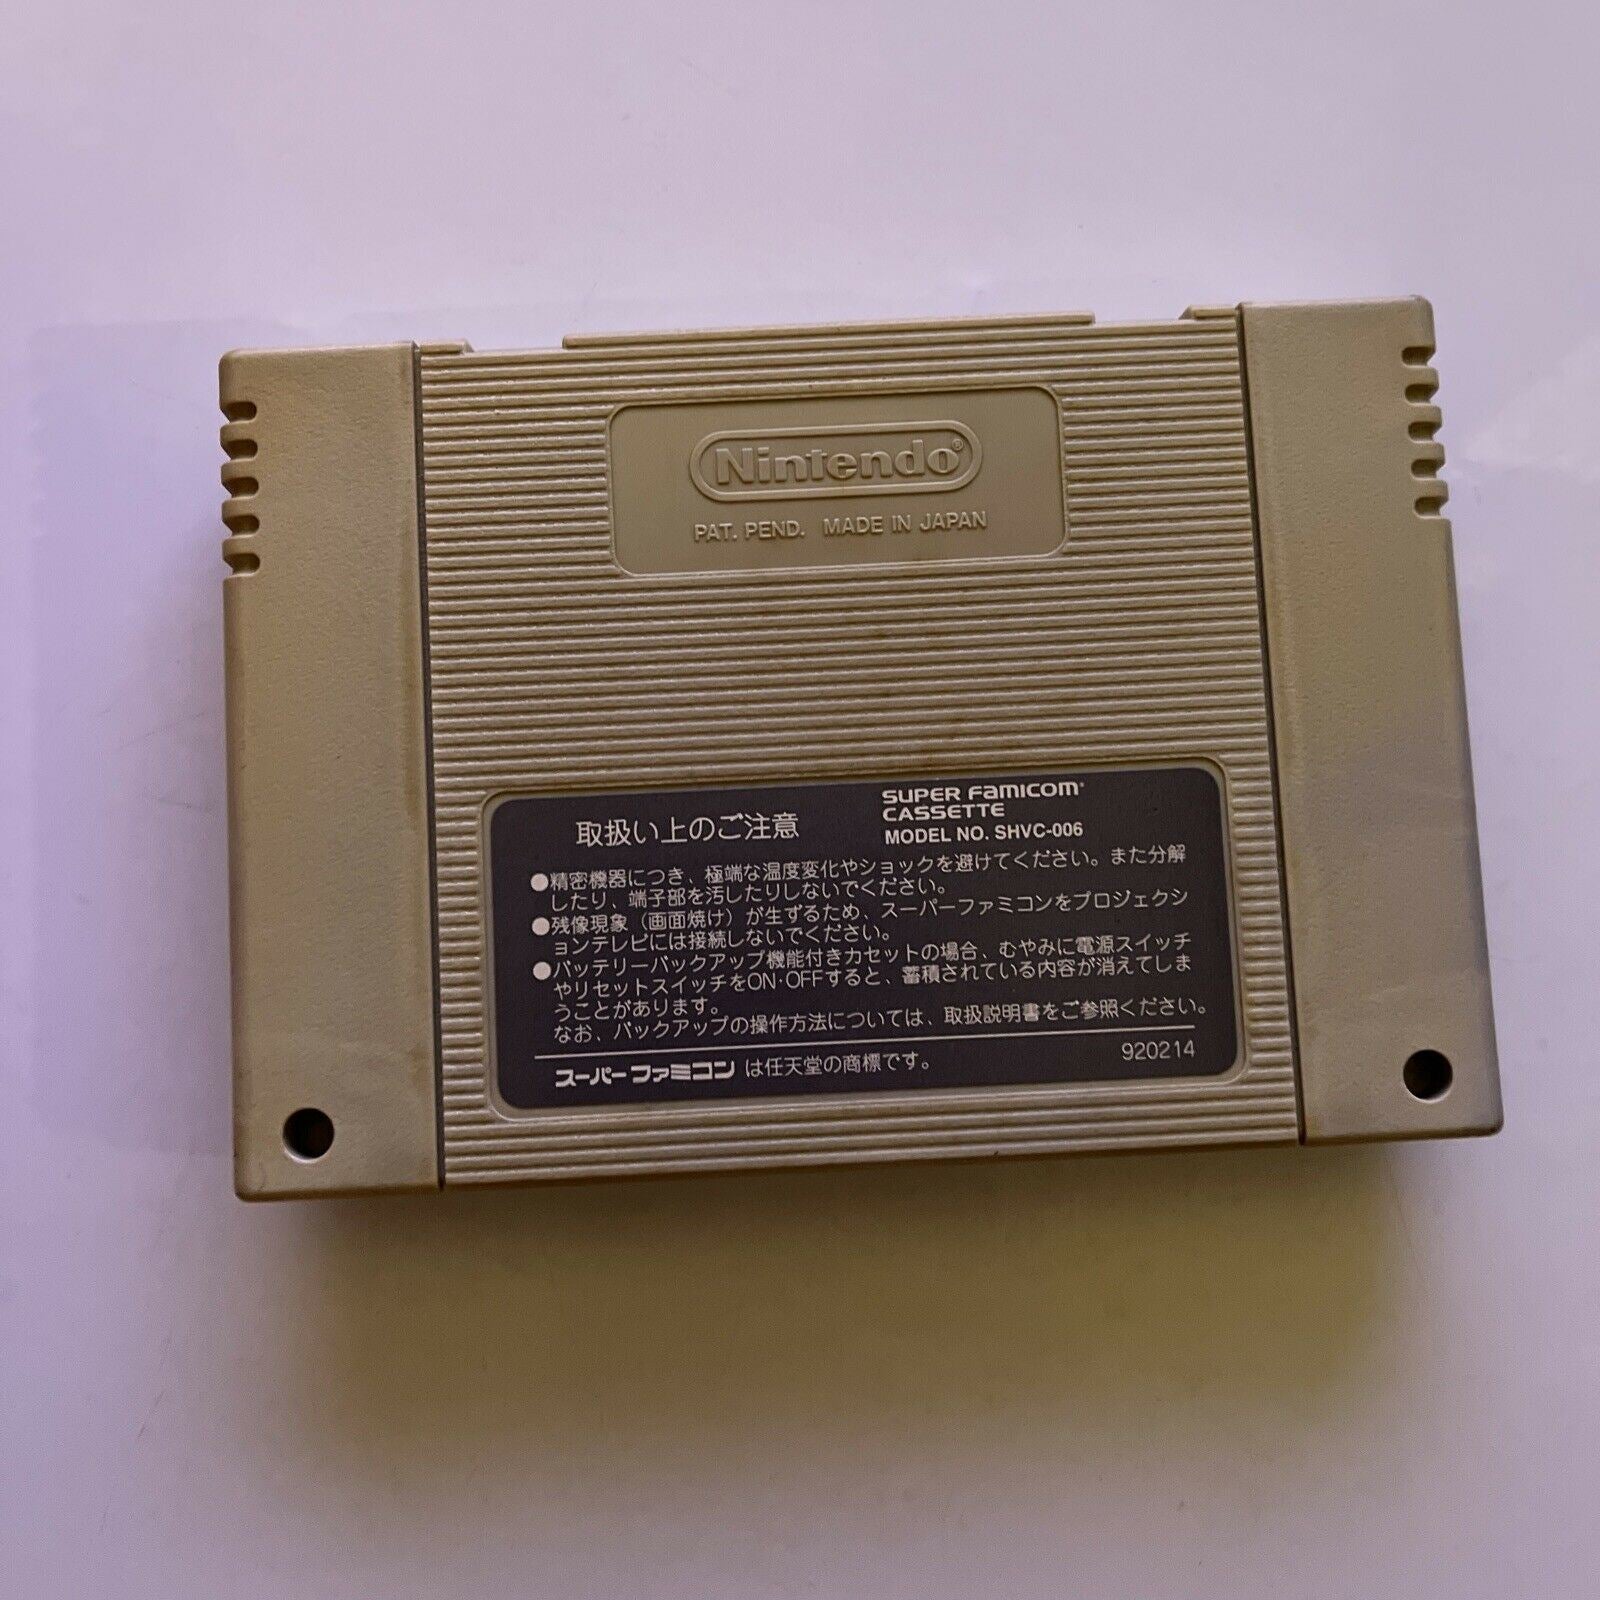 Nintendo®
PAT. PEND. MADE IN JAPAN
取扱い上のご注意
SUPER FAMICOM
CASSETTE
MODEL NO. SHVC-006
●精密機器につき、極端な温度変化やショックを避けてください。また分解
したり、端子部を汚したりしないでください。
●残像現象(画面焼け)が生ずるため、スーパーファミコンをプロジェクシ
ョンテレビには接続しないでください。
●バッテリーバックアップ機能付きカセットの場合、むやみに電源スイッチ
やリセットスイッチをON・OFFすると、蓄積されている内容が消えてしま
うことがあります。
なお、バックアップの操作方法については、取扱説明書をご参照ください。
スーパーファミコン は任天堂の商標です。
920214